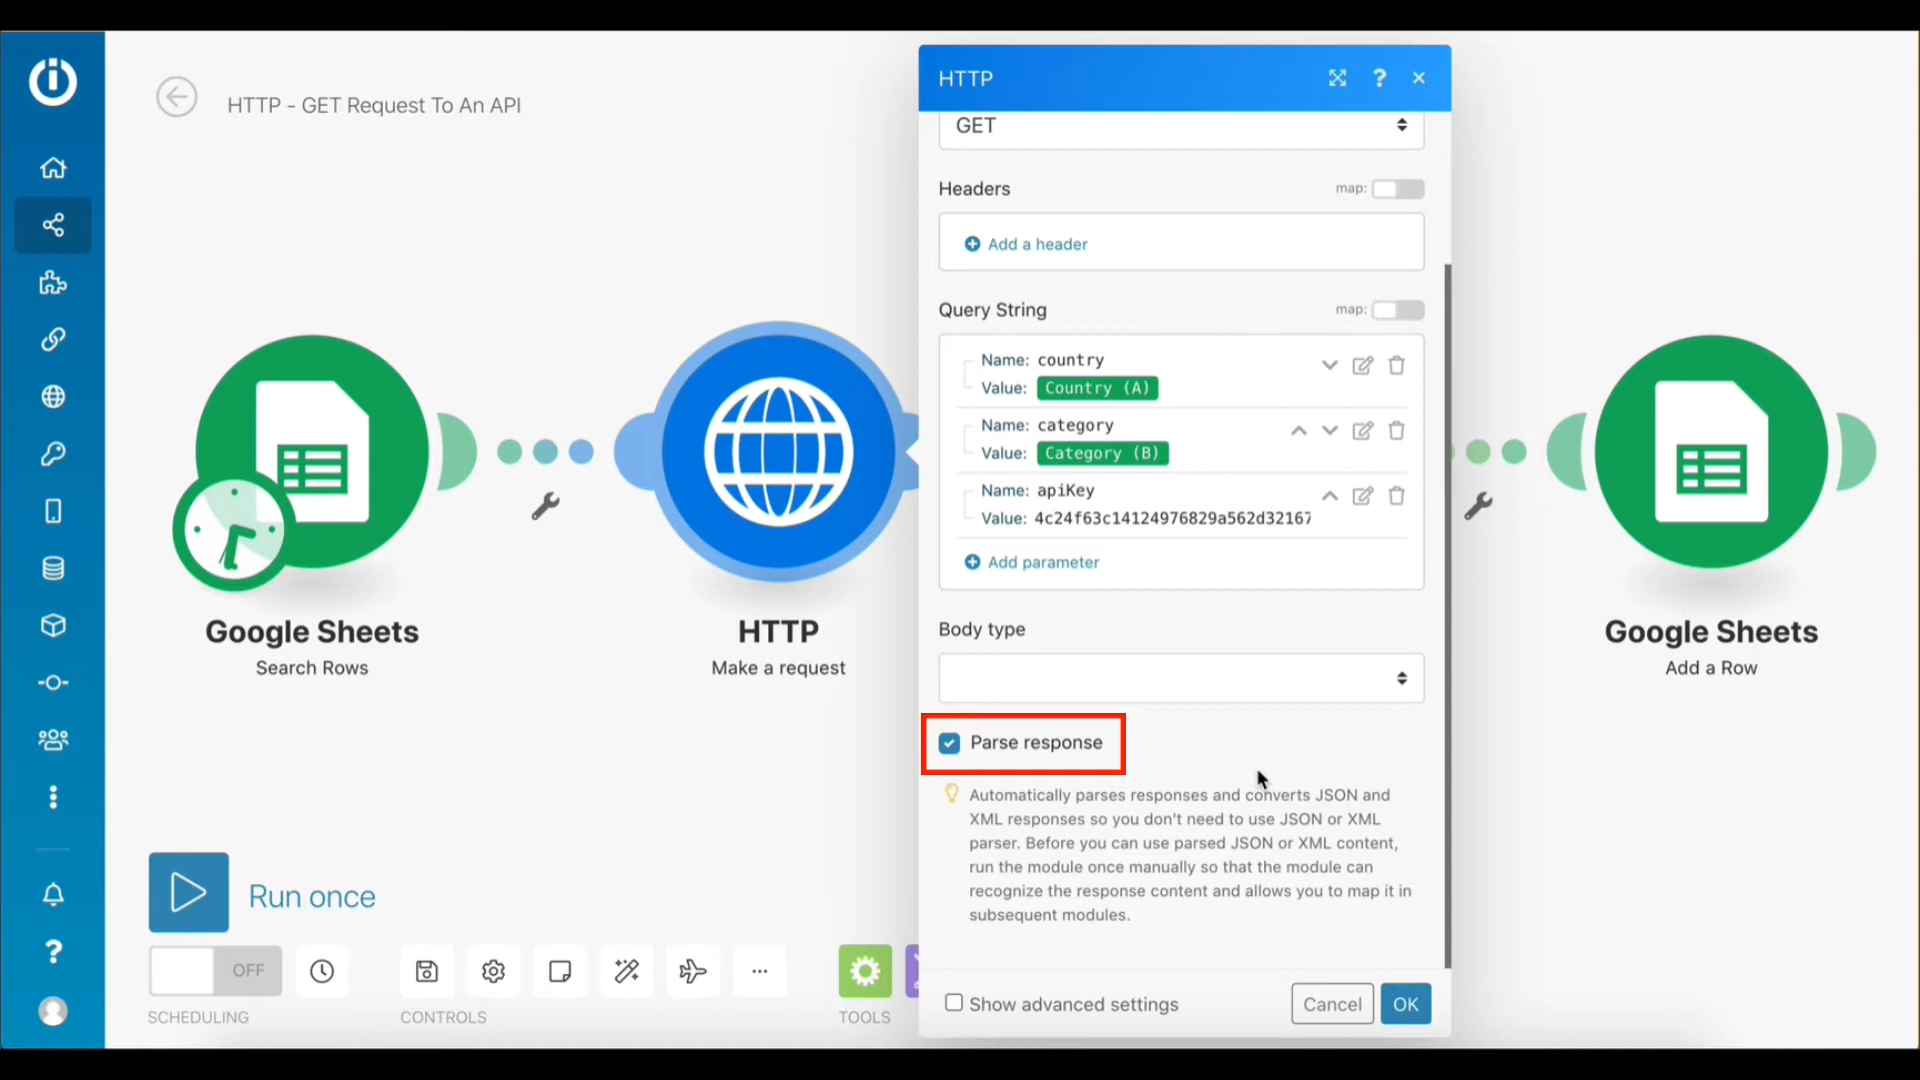 HTTP - GET Request To An API
Google Sheets
Search Rows
HTTP
Make a request
HTTP
?
GET
Headers
map:
Add a header
Query String
map:
Name: country
Value: Country (A)
Name: category
Value: Category (B)
Name: apiKey
Value: 4c24f63c14124976829a562d32167
Add parameter
Body type
Parse response
Automatically parses responses and converts JSON and
XML responses so you don't need to use JSON or XML
parser. Before you can use parsed JSON or XML content,
run the module once manually so that the module can
recognize the response content and allows you to map it in
subsequent modules.
Show advanced settings
Cancel
OK
Google Sheets
Add a Row
Run once
OFF
SCHEDULING
CONTROLS
TOOLS
?